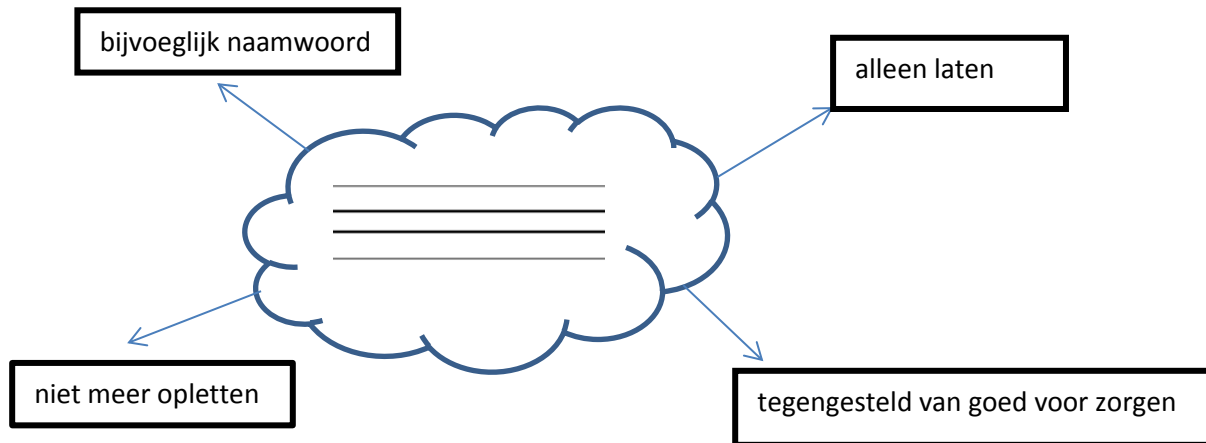 bijvoeglijk naamwoord
alleen laten
niet meer opletten
tegengesteld van goed voor zorgen